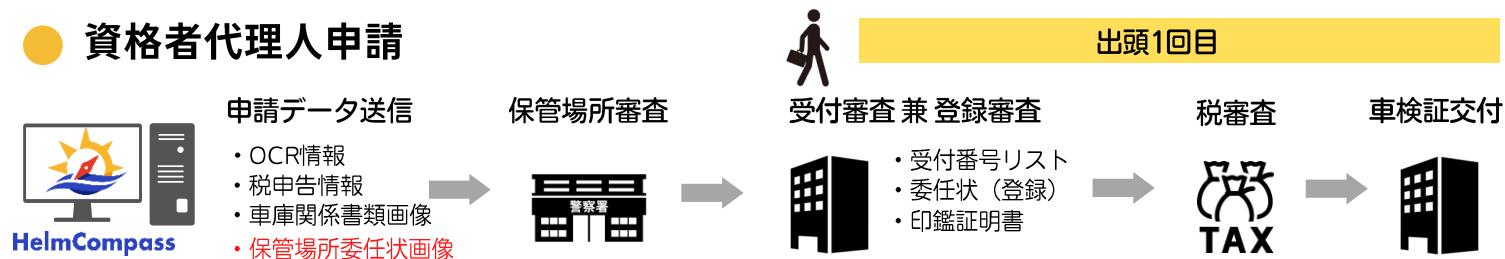 資格者代理人申請
出頭1回目
申請データ送信
・OCR情報
・税申告情報
・車庫関係書類画像
・保管場所委任状画像
HelmCompass
保管場所審査
警察署
受付審査 兼 登録審査
・受付番号リスト
・委任状（登録）
・印鑑証明書
税審査
TAX
車検証交付